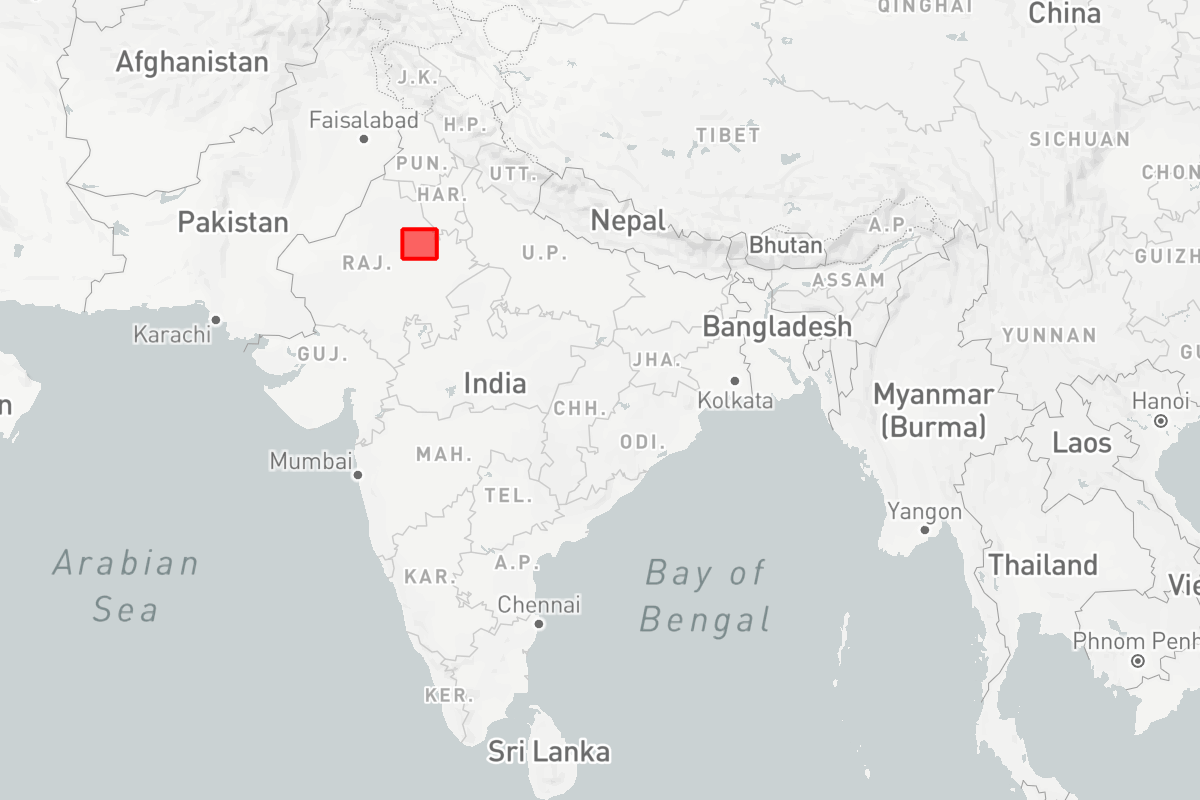 QINGHAI
China
Afghanistan
J.K.
Faisalabad
H.P.
TIBET
SICHUAN
PUN.
UTT.
CHON
HAR.
Pakistan
Nepal
A.P.
Bhutan
RAJ.
U.P.
GUIZH
ASSAM
Karachi
Bangladesh
YUNNAN
GUJ.
JHA.
GU
India
Kolkata
Myanmar
(Burma)
Hanoi
n
CHH.
ODI.
Laos
Mumbai
MAH.
TEL.
Yangon
Arabian
Sea
A.P.
KAR.
Bay of
Bengal
Thailand
Vie
Chennai
Phnom Penh
KER.
Sri Lanka